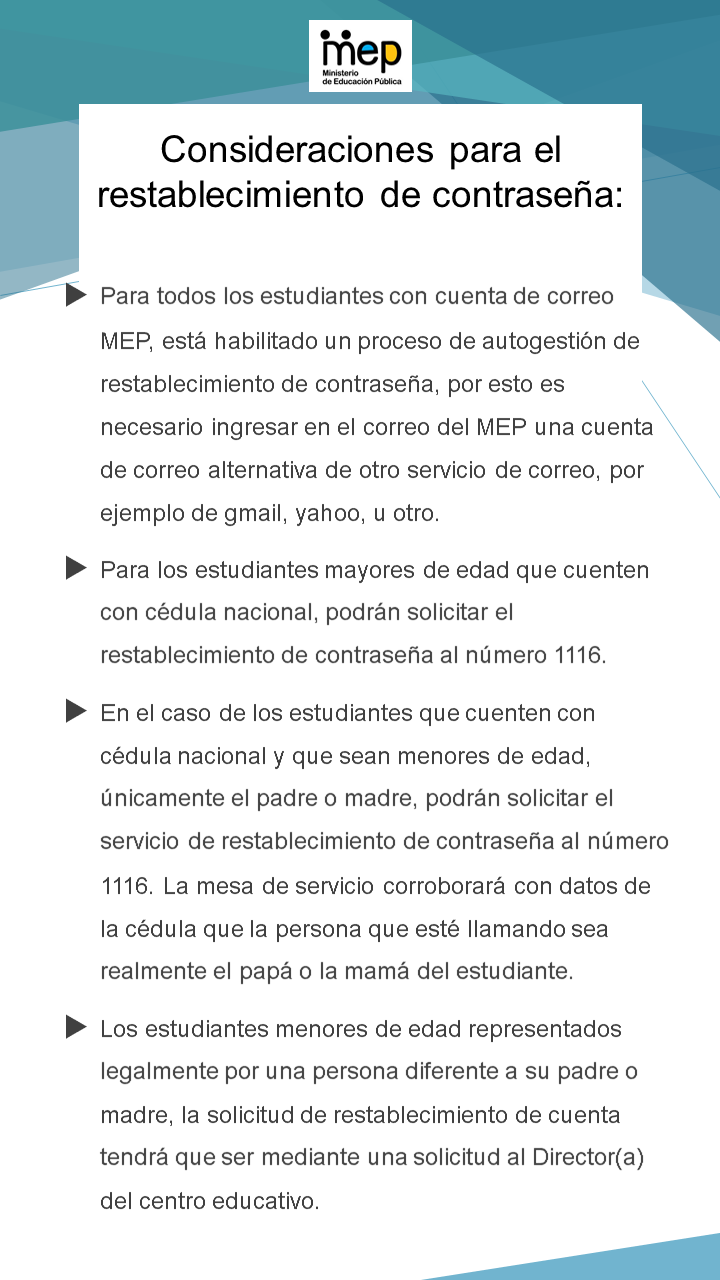 mep
Ministerio
de Educación Pública
Consideraciones para el
restablecimiento de contraseña:
Para todos los estudiantes con cuenta de correo
MEP, está habilitado un proceso de autogestión de
restablecimiento de contraseña, por esto es
necesario ingresar en el correo del MEP una cuenta
de correo alternativa de otro servicio de correo, por
ejemplo de gmail, yahoo, u otro.
Para los estudiantes mayores de edad que cuenten
con cédula nacional, podrán solicitar el
restablecimiento de contraseña al número 1116.
En el caso de los estudiantes que cuenten con
cédula nacional y que sean menores de edad,
únicamente el padre o madre, podrán solicitar el
servicio de restablecimiento de contraseña al número
1116. La mesa de servicio corroborará con datos de
la cédula que la persona que esté llamando sea
realmente el papá o la mamá del estudiante.
Los estudiantes menores de edad representados
legalmente por una persona diferente a su padre o
madre, la solicitud de restablecimiento de cuenta
tendrá que ser mediante una solicitud al Director(a)
del centro educativo.